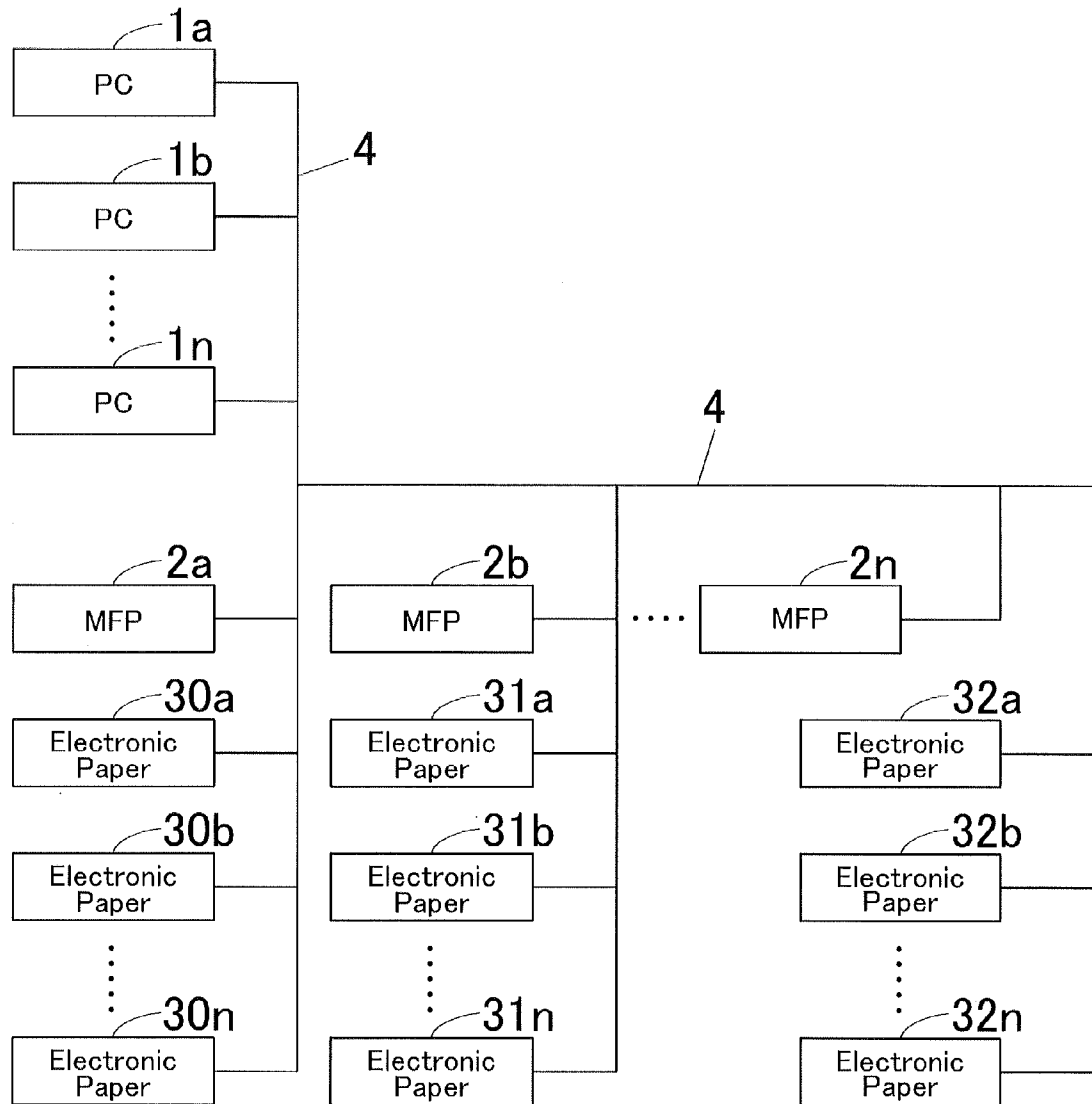 1a
PC
4
1b
PC
1n
PC
4
2a
MFP
2b
MFP
2n
MFP
30a
Electronic
Paper
31a
Electronic
Paper
32a
Electronic
Paper
30b
Electronic
Paper
31b
Electronic
Paper
32b
Electronic
Paper
30n
Electronic
Paper
31n
Electronic
Paper
32n
Electronic
Paper